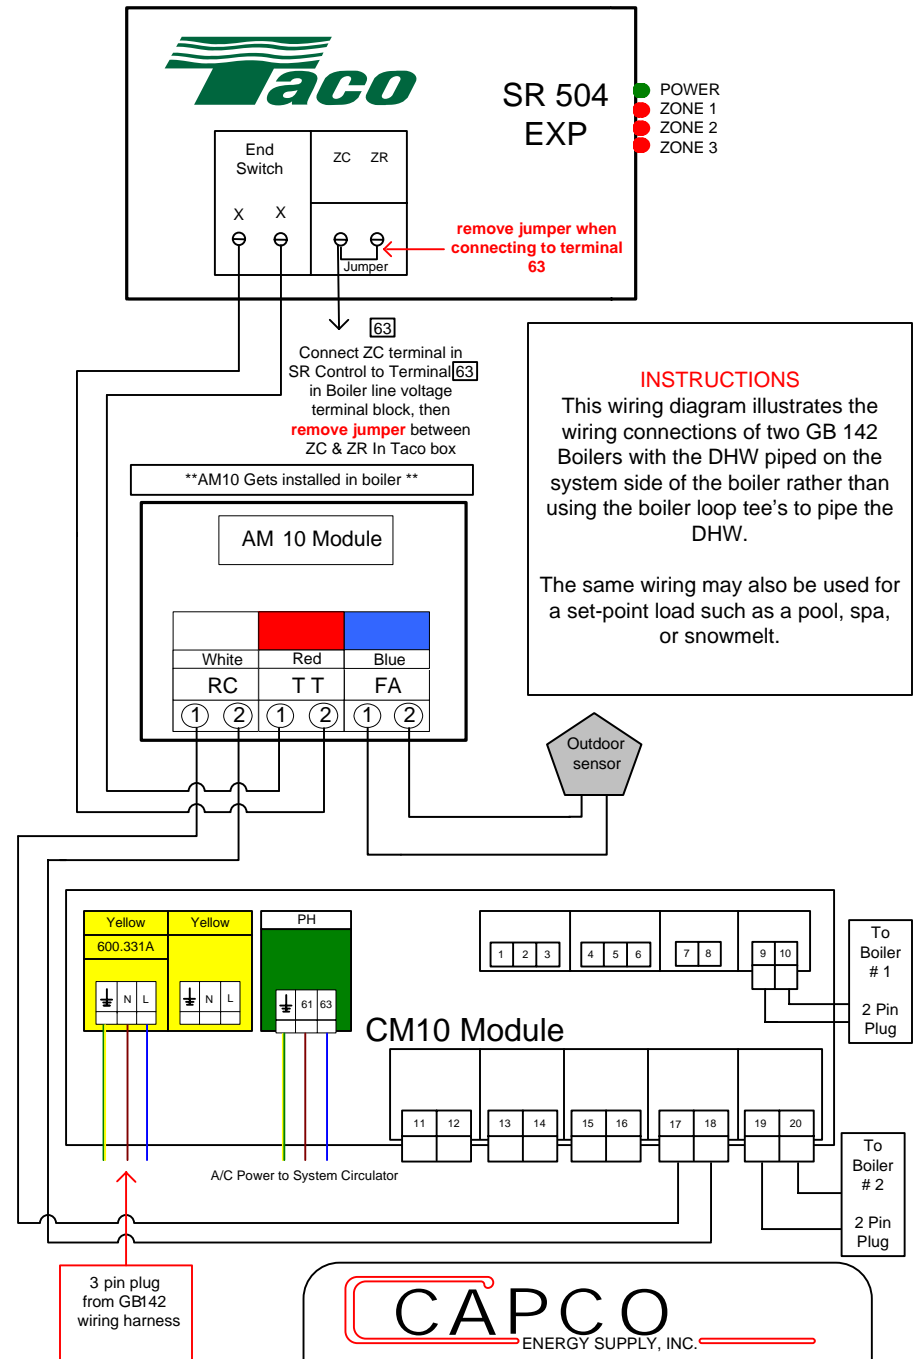 Taco
SR 504
EXP
POWER
ZONE 1
ZONE 2
ZONE 3
End
Switch
ZC ZR
X X
Jumper
remove jumper when
connecting to terminal
63
63
Connect ZC terminal in
SR Control to Terminal 63
in Boiler line voltage
terminal block, then
remove jumper between
ZC & ZR In Taco box
**AM10 Gets installed in boiler **
INSTRUCTIONS
This wiring diagram illustrates the
wiring connections of two GB 142
Boilers with the DHW piped on the
system side of the boiler rather than
using the boiler loop tee's to pipe the
DHW.
The same wiring may also be used for
a set-point load such as a pool, spa,
or snowmelt.
AM 10 Module
White Red Blue
RC T T FA
1 2 1 2 1 2
Outdoor
sensor
Yellow Yellow PH
600.331A
N L N L 61 63
1 2 3 4 5 6 7 8 9 10
To
Boiler
# 1
2 Pin
Plug
CM10 Module
11 12 13 14 15 16 17 18 19 20
To
Boiler
# 2
2 Pin
Plug
A/C Power to System Circulator
3 pin plug
from GB142
wiring harness
CAPCO
ENERGY SUPPLY, INC.